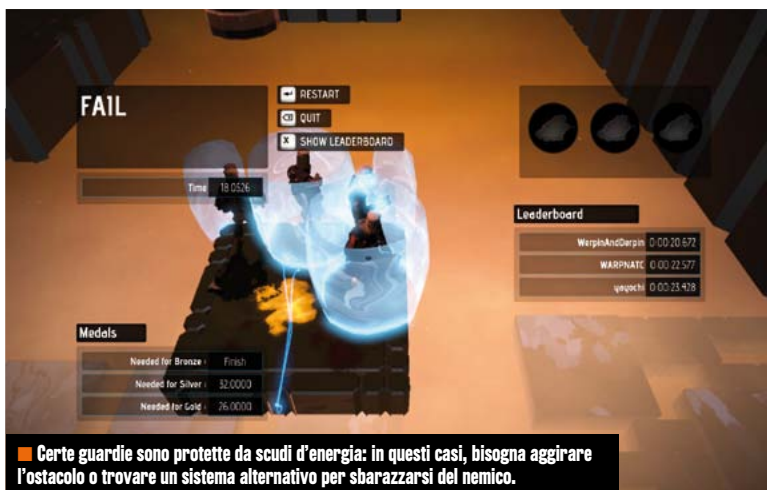 FAIL
RESTART
QUIT
X SHOW LEADERBOARD
Time 18.0526
Leaderboard
WarpinAndDerpin 0:00:20.672
WARPNATC 0:00:22.577
yayochi 0:00:23.428
Medals
Needed for Bronze : Finish
Needed for Silver : 32.0000
Needed for Gold : 26.0000
Certe guardie sono protette da scudi d'energia: in questi casi, bisogna aggirare
l'ostacolo o trovare un sistema alternativo per sbarazzarsi del nemico.